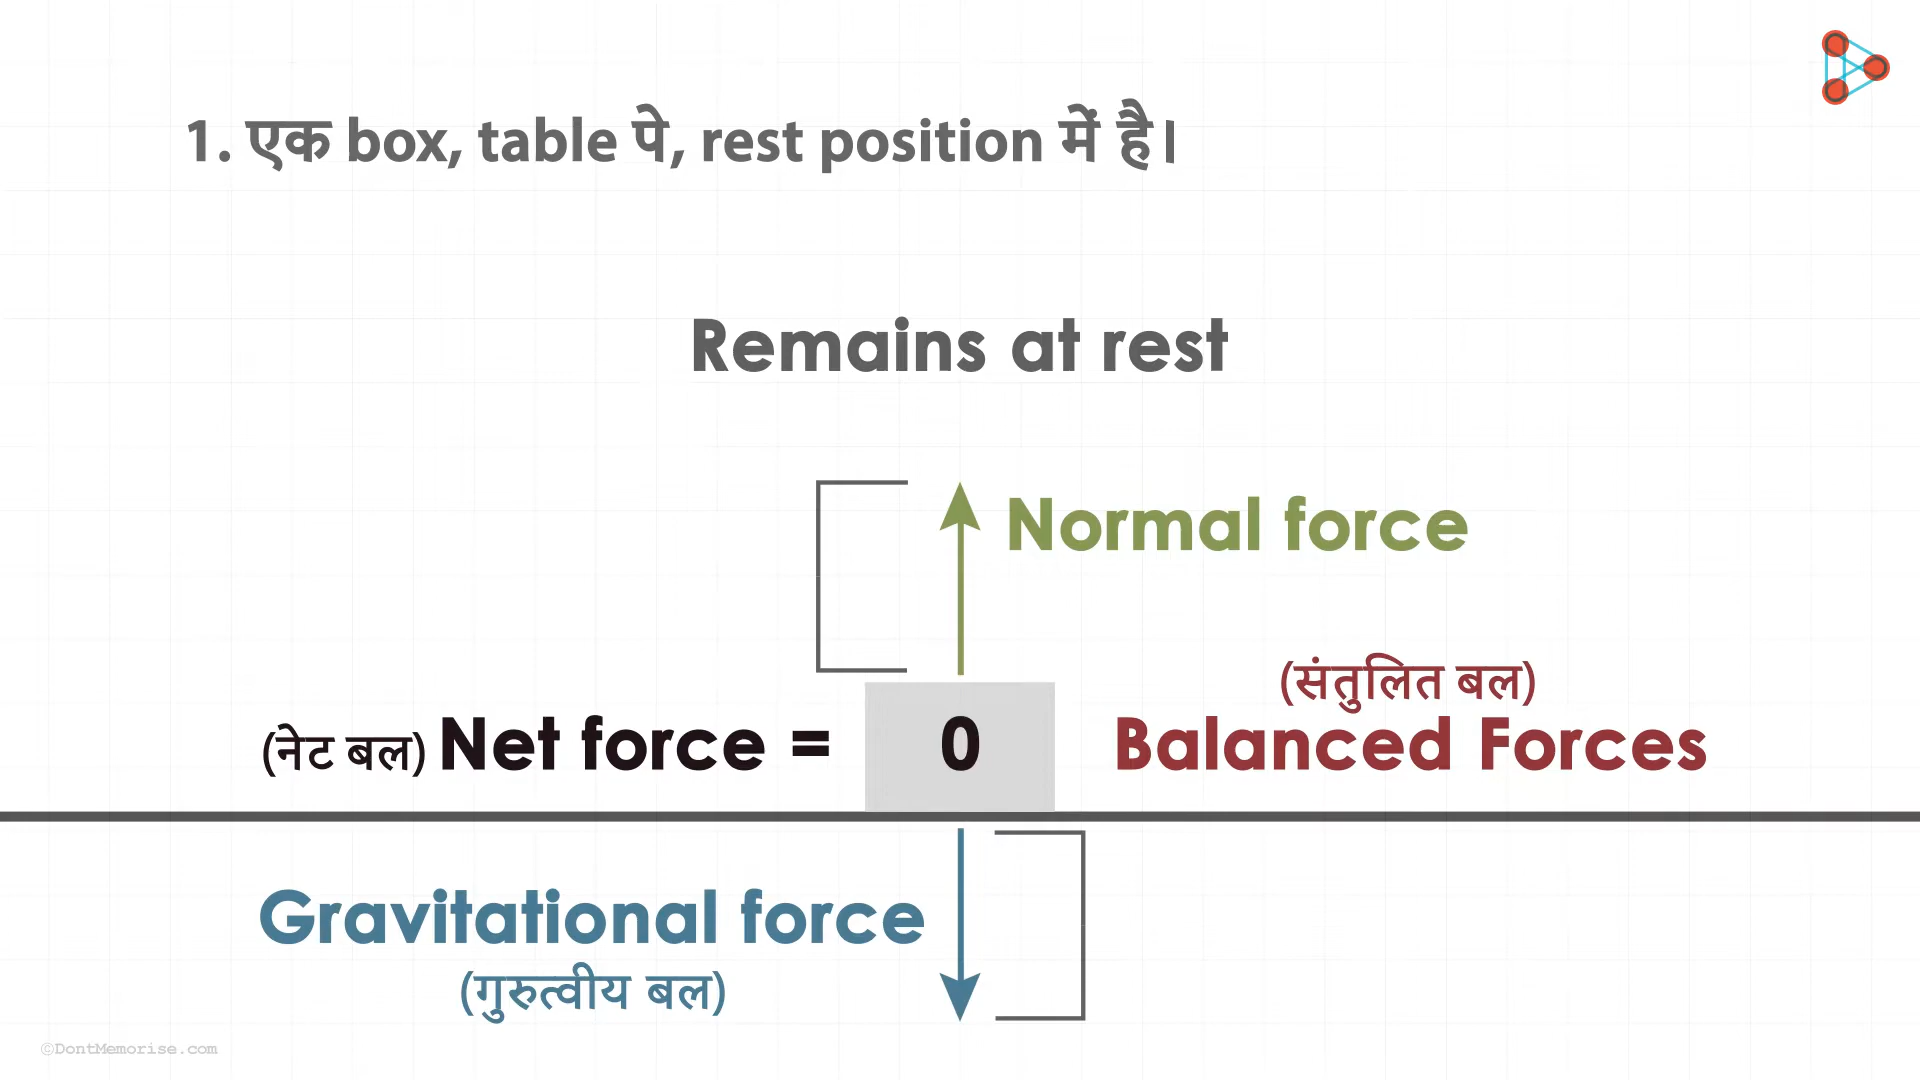 1. एक box, table पे, rest position में है।
Remains at rest
Normal force
(संतुलित बल)
(नेट बल) Net force = 0 Balanced Forces
Gravitational force
(गुरुत्वीय बल)
©DontMemorise.com